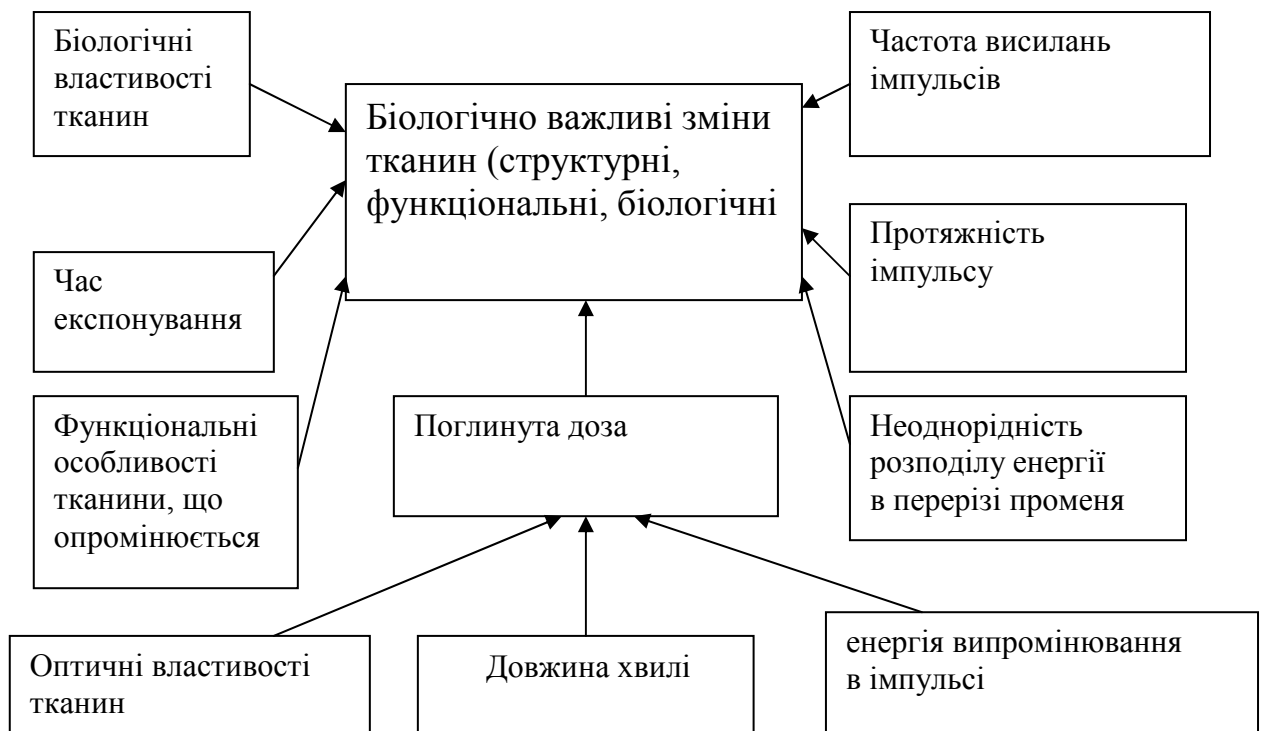 Біологічні
властивості
тканин
Частота висилань
імпульсів
Біологічно важливі зміни
тканин (структурні,
функціональні, біологічні
Час
експонування
Протяжність
імпульсу
Функціональні
особливості
тканини, що
опромінюється
Поглинута доза
Неоднорідність
розподілу енергії
в перерізі променя
Оптичні властивості
тканин
Довжина хвилі
енергія випромінювання
в імпульсі